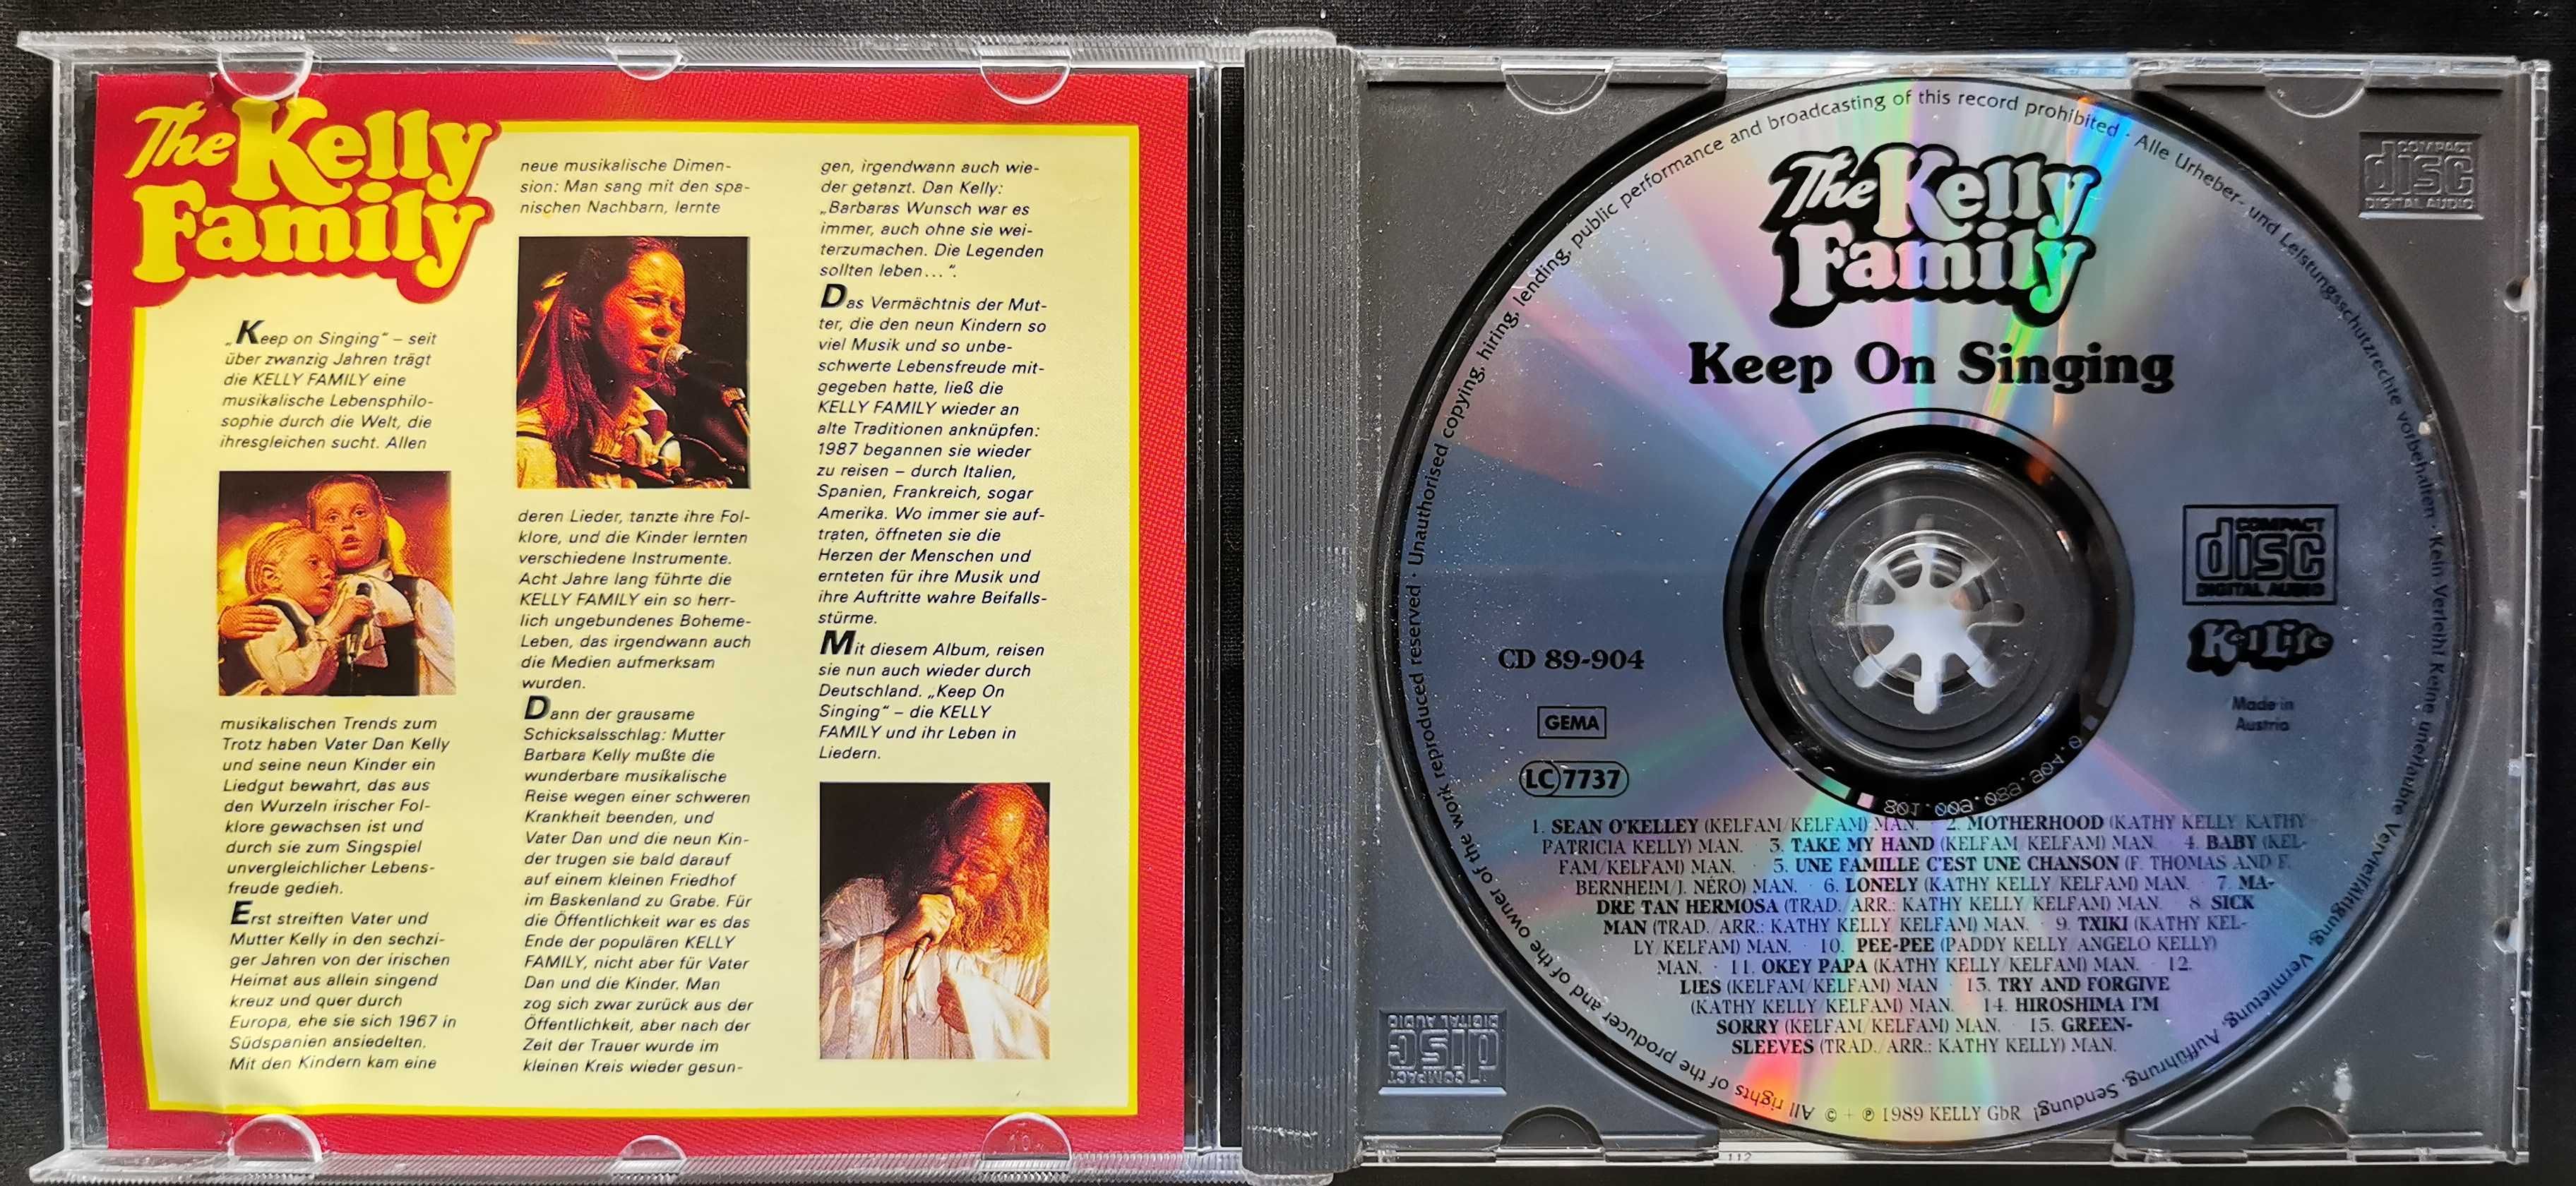 The Kelly
Family
„Keep on Singing“ – seit
über zwanzig Jahren trägt
die KELLY FAMILY eine
musikalische Lebensphilo-
sophie durch die Welt, die
ihresgleichen sucht. Allen
musikalischen Trends zum
Trotz haben Vater Dan Kelly
und seine neun Kinder ein
Liedgut bewahrt, das aus
den Wurzeln irischer Fol-
klore gewachsen ist und
durch sie zum Singspiel
unvergleichlicher Lebens-
freude gedieh.
Erst streiften Vater und
Mutter Kelly in den sechzi-
ger Jahren von der irischen
Heimat aus allein singend
kreuz und quer durch
Europa, ehe sie sich 1967 in
Südspanien ansiedelten.
Mit den Kindern kam eine
neue musikalische Dimen-
sion: Man sang mit den spa-
nischen Nachbarn, lernte
deren Lieder, tanzte ihre Fol-
klore, und die Kinder lernten
verschiedene Instrumente.
Acht Jahre lang führte die
KELLY FAMILY ein so herr-
lich ungebundenes Boheme-
Leben, das irgendwann auch
die Medien aufmerksam
wurden.
Dann der grausame
Schicksalsschlag: Mutter
Barbara Kelly mußte die
wunderbare musikalische
Reise wegen einer schweren
Krankheit beenden, und
Vater Dan und die neun Kin-
der trugen sie bald darauf
auf einem kleinen Friedhof
im Baskenland zu Grabe. Für
die Öffentlichkeit war es das
Ende der populären KELLY
FAMILY, nicht aber für Vater
Dan und die Kinder. Man
zog sich zwar zurück aus der
Öffentlichkeit, aber nach der
Zeit der Trauer wurde im
kleinen Kreis wieder gesun-
gen, irgendwann auch wie-
der getanzt. Dan Kelly:
„Barbaras Wunsch war es
immer, auch ohne sie wei-
terzumachen. Die Legenden
sollten leben... “.
Das Vermächtnis der Mut-
ter, die den neun Kindern so
viel Musik und so unbe-
schwerte Lebensfreude mit-
gegeben hatte, ließ die
KELLY FAMILY wieder an
alte Traditionen anknüpfen:
1987 begannen sie wieder
zu reisen – durch Italien,
Spanien, Frankreich, sogar
Amerika. Wo immer sie auf-
traten, öffneten sie die
Herzen der Menschen und
ernteten für ihre Musik und
ihre Auftritte wahre Beifalls-
stürme.
Mit diesem Album, reisen
sie nun auch wieder durch
Deutschland. „Keep On
Singing“ – die KELLY
FAMILY und ihr Leben in
Liedern.
The Kelly
Family
Keep On Singing
COMPACT
disc
DIGITAL AUDIO
KelLife
Made in
Austria
CD 89-904
GEMA
LC 7737
1. SEAN O'KELLEY (KELFAM/KELFAM) MAN. · 2. MOTHERHOOD (KATHY KELLY KATHY
PATRICIA KELLY) MAN. · 3. TAKE MY HAND (KELFAM/KELFAM) MAN. · 4. BABY (KEL-
FAM/KELFAM) MAN. · 5. UNE FAMILLE C'EST UNE CHANSON (F. THOMAS AND F.
BERNHEIM/J. NÉRO) MAN. · 6. LONELY (KATHY KELLY KELFAM) MAN. · 7. MA-
DRE TAN HERMOSA (TRAD./ARR.: KATHY KELLY KELFAM) MAN. · 8. SICK
MAN (TRAD./ARR.: KATHY KELLY KELFAM) MAN. · 9. TXIKI (KATHY KEL-
LY KELFAM) MAN. · 10. PEE-PEE (PADDY KELLY ANGELO KELLY)
MAN. · 11. OKEY PAPA (KATHY KELLY/KELFAM) MAN. · 12.
LIES (KELFAM/KELFAM) MAN · 13. TRY AND FORGIVE
(KATHY KELLY KELFAM) MAN. · 14. HIROSHIMA I'M
SORRY (KELFAM/KELFAM) MAN. · 15. GREEN-
SLEEVES (TRAD./ARR.: KATHY KELLY) MAN.
All rights of the producer and of the owner of the work reproduced reserved · Unauthorised copying, hiring, lending, public performance and broadcasting of this record prohibited · Alle Urheber- und Leistungsschutzrechte vorbehalten · Kein Verleih! Keine unerlaubte Vervielfältigung, Vermietung, Aufführung, Sendung!
© + ℗ 1989 KELLY GbR
COMPACT
disc
DIGITAL AUDIO
COMPACT
disc
DIGITAL AUDIO
112